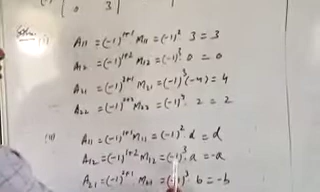 0 3
Soln: (i) A11 = (-1)^1+1 M11 = (-1)^2 3 = 3
A12 = (-1)^1+2 M12 = (-1)^3 0 = 0
A21 = (-1)^2+1 M21 = (-1)^3 (-4) = 4
A22 = (-1)^2+2 M22 = (-1)^4 2 = 2
(ii) A11 = (-1)^1+1 M11 = (-1)^2 d = d
A12 = (-1)^1+2 M12 = (-1)^3 a = -a
A21 = (-1)^2+1 M21 = (-1)^3 b = -b